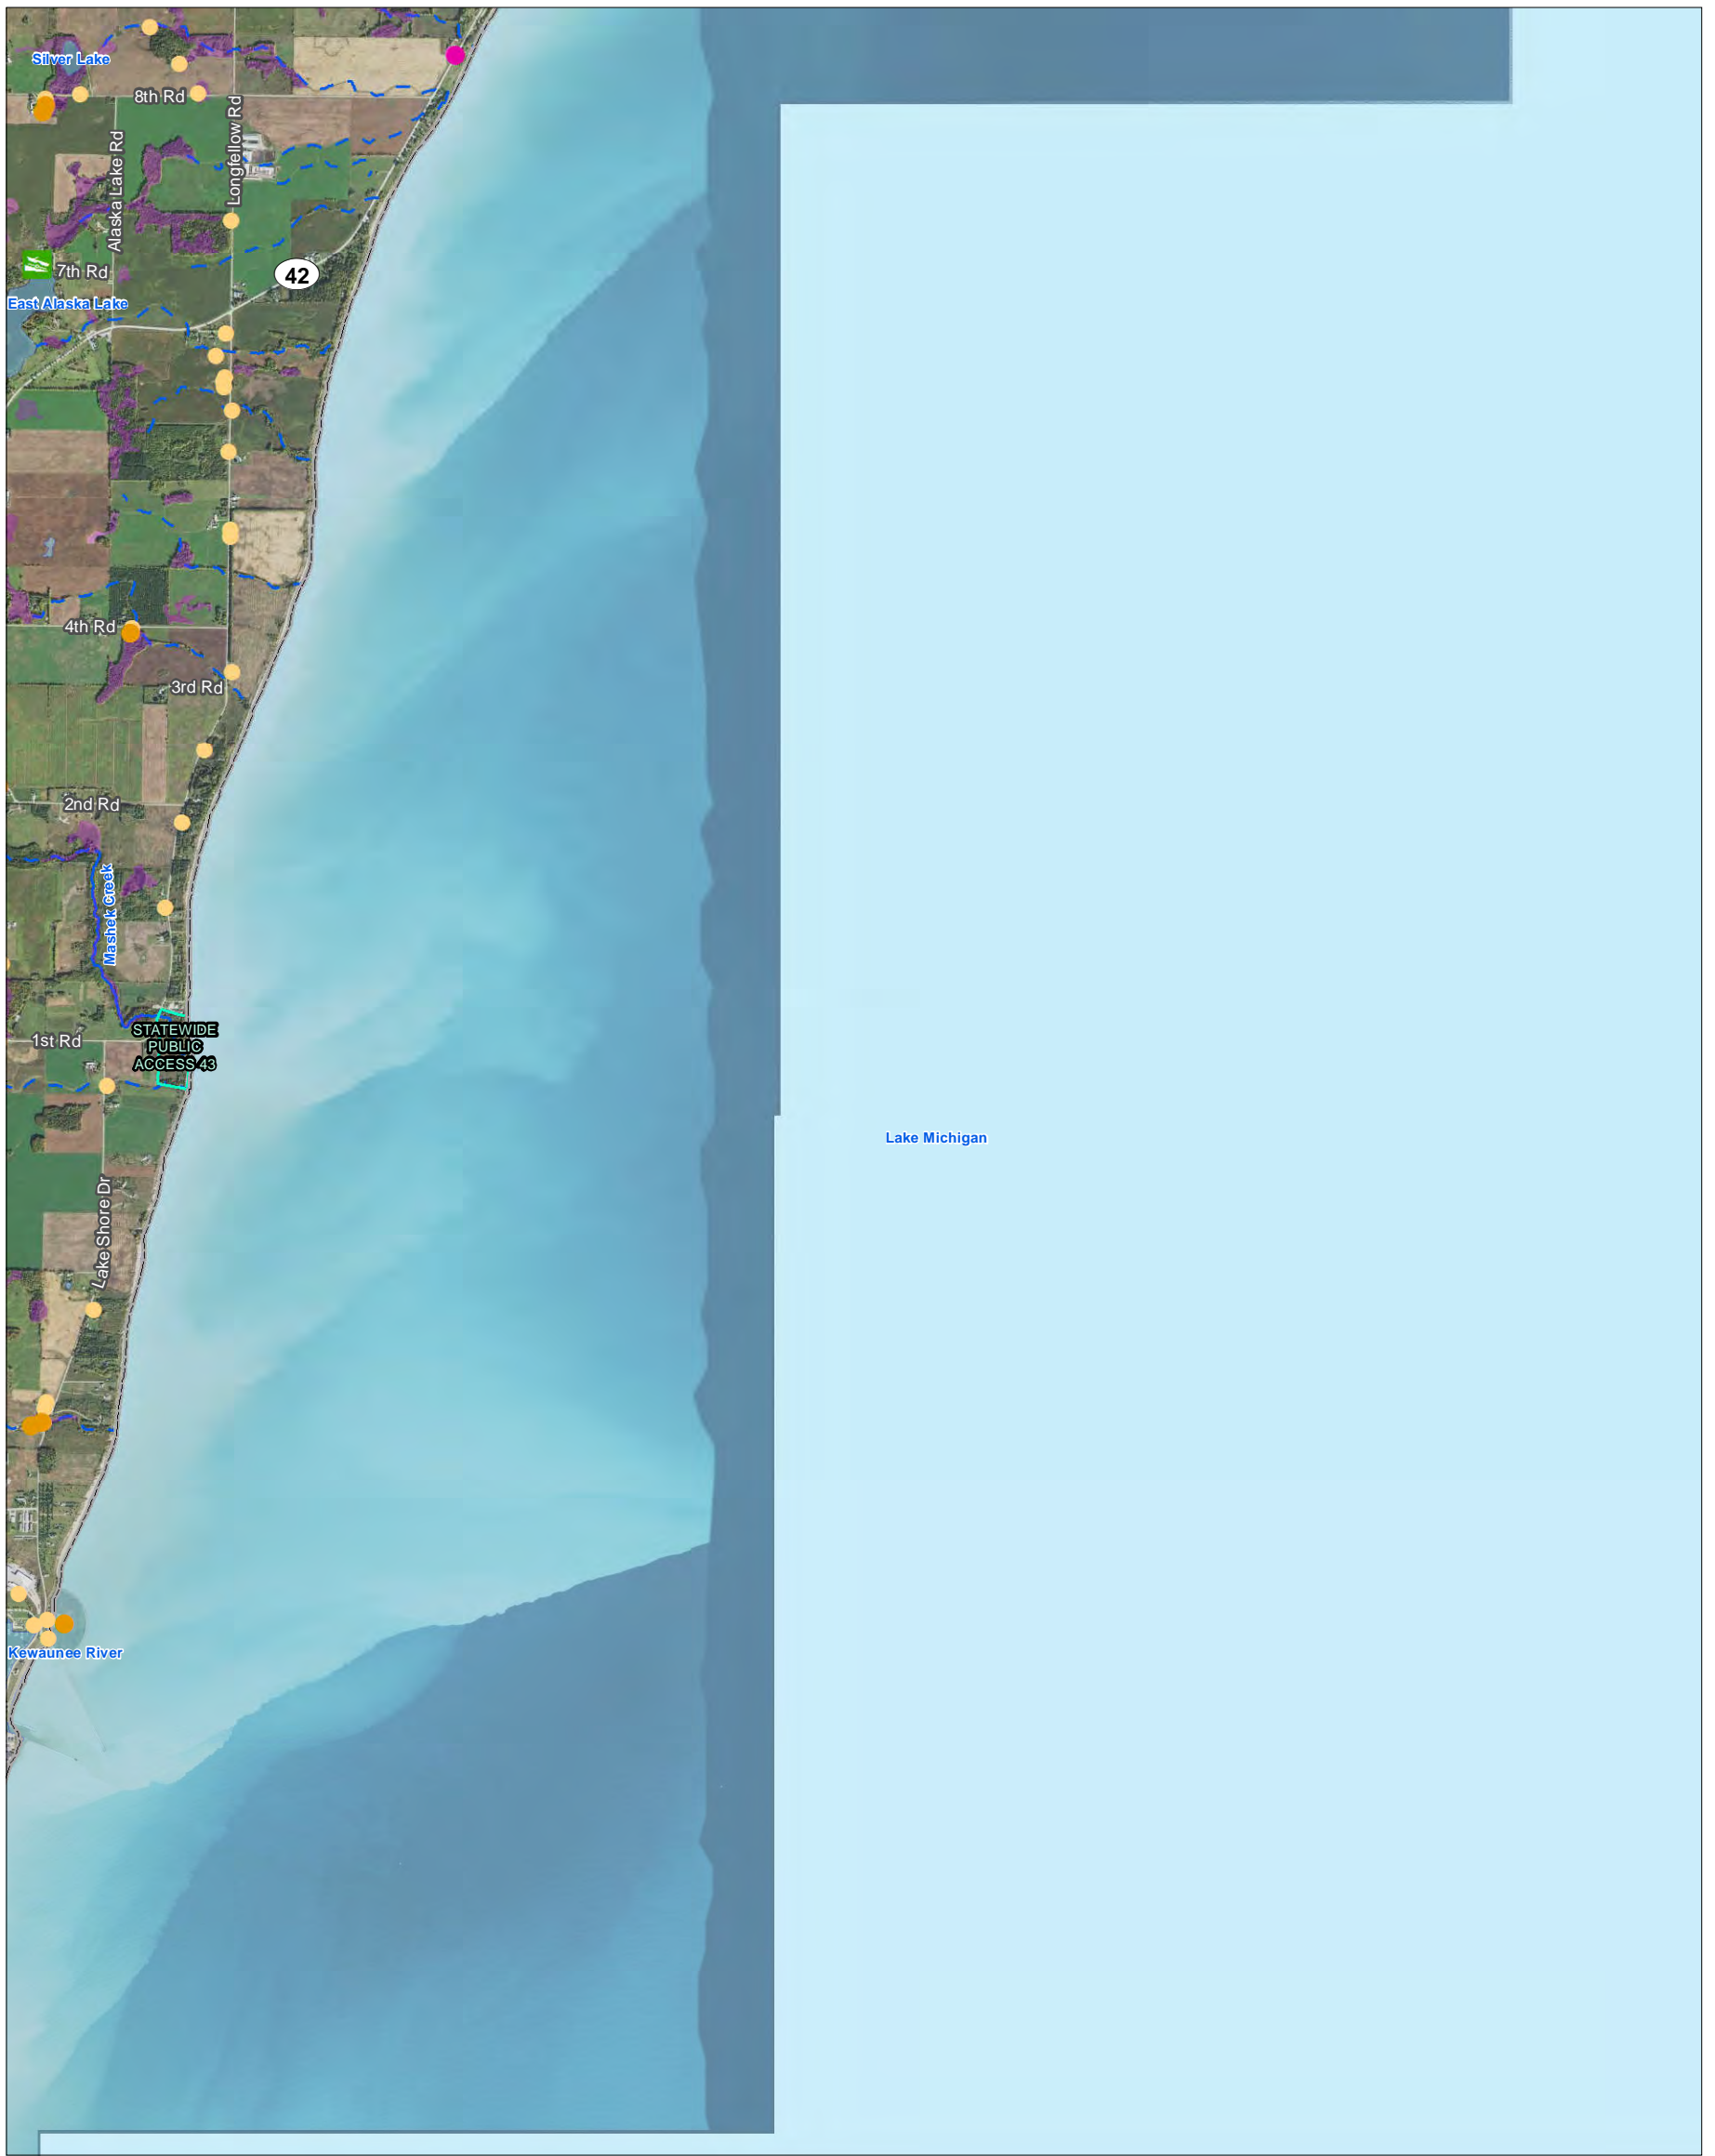 Silver Lake
8th Rd
Longfellow Rd
Alaska Lake Rd
7th Rd
42
East Alaska Lake
4th Rd
3rd Rd
2nd Rd
Mashek Creek
STATEWIDE
PUBLIC
ACCESS 43
1st Rd
Lake Michigan
Lake Shore Dr
Kewaunee River